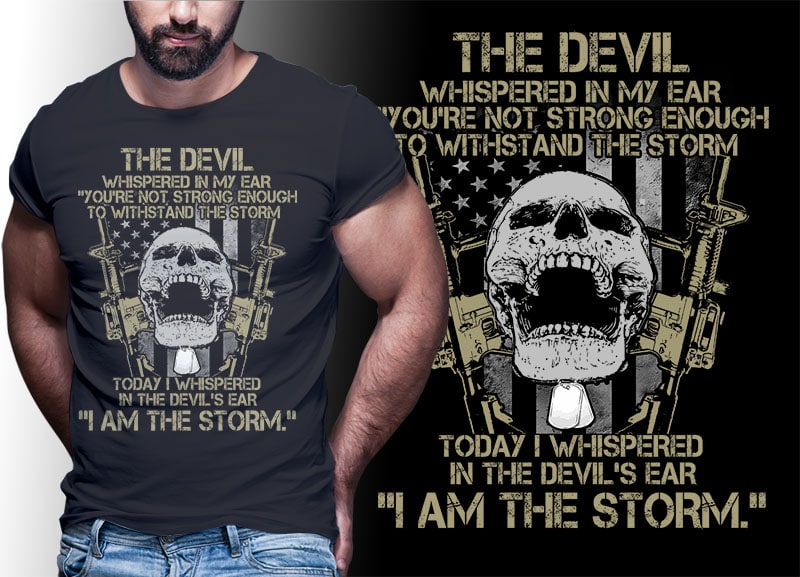 THE DEVIL
WHISPERED IN MY EAR
"YOU'RE NOT STRONG ENOUGH
TO WITHSTAND THE STORM
TODAY I WHISPERED
IN THE DEVIL'S EAR
"I AM THE STORM."
THE DEVIL
WHISPERED IN MY EAR
"YOU'RE NOT STRONG ENOUGH
TO WITHSTAND THE STORM
TODAY I WHISPERED
IN THE DEVIL'S EAR
"I AM THE STORM."